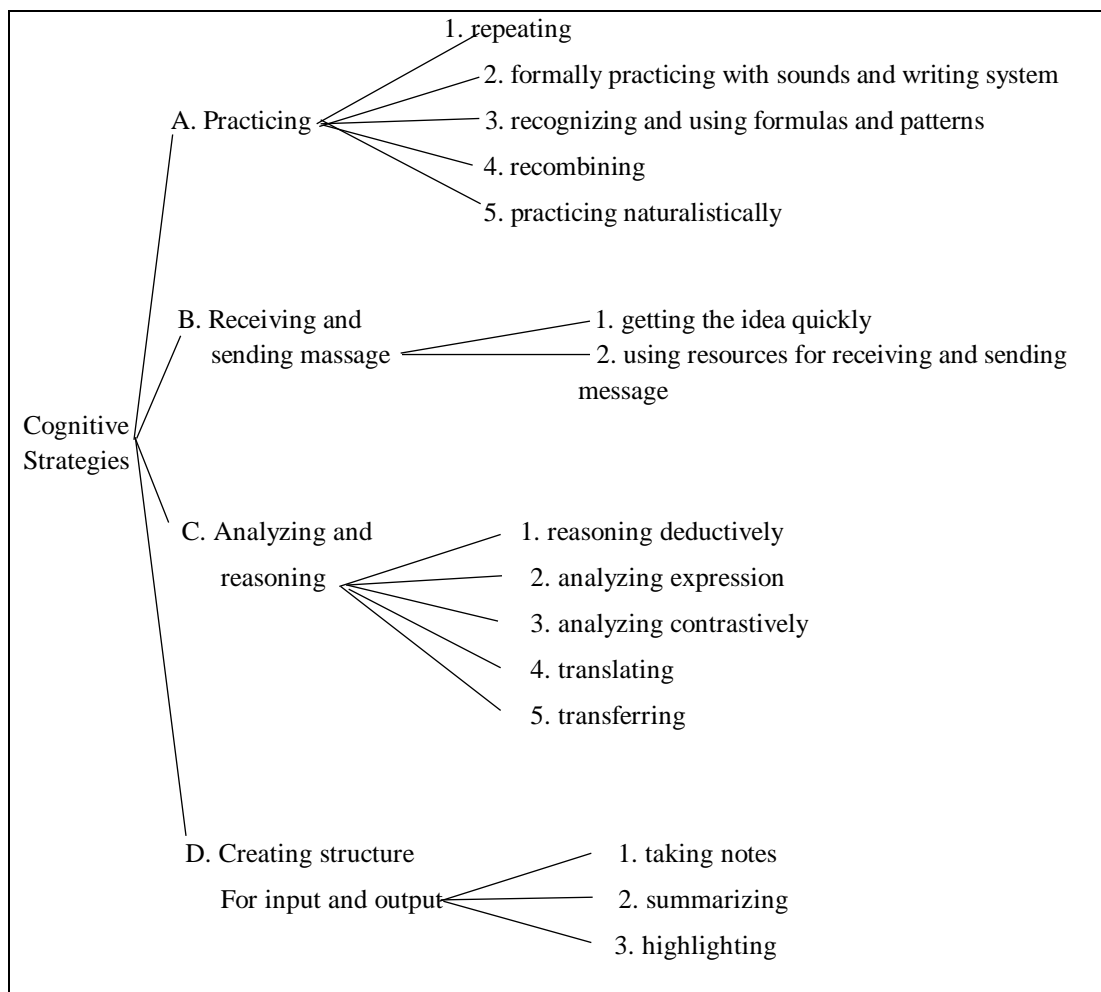 1. repeating
2. formally practicing with sounds and writing system
A. Practicing
3. recognizing and using formulas and patterns
4. recombining
5. practicing naturalistically
B. Receiving and
sending massage
1. getting the idea quickly
2. using resources for receiving and sending
message
Cognitive
Strategies
C. Analyzing and
reasoning
1. reasoning deductively
2. analyzing expression
3. analyzing contrastively
4. translating
5. transferring
D. Creating structure
For input and output
1. taking notes
2. summarizing
3. highlighting